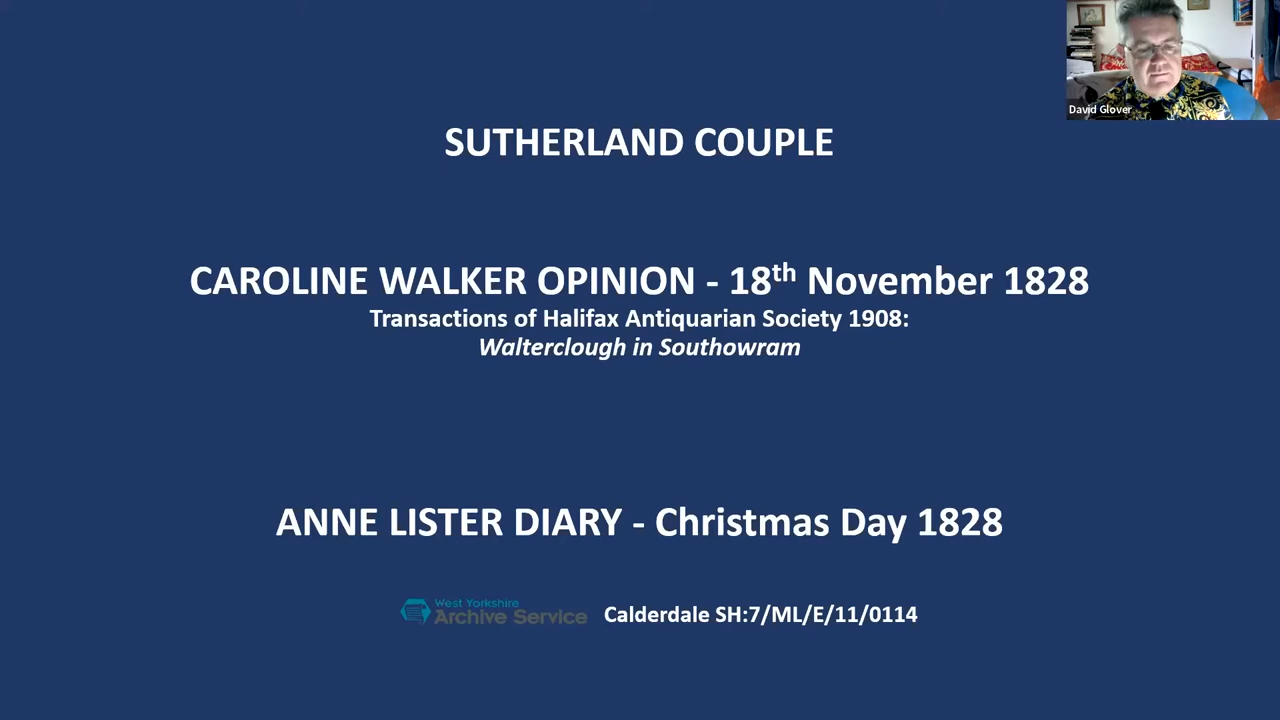 David Glover
SUTHERLAND COUPLE
CAROLINE WALKER OPINION - 18th November 1828
Transactions of Halifax Antiquarian Society 1908:
Walterclough in Southowram
ANNE LISTER DIARY - Christmas Day 1828
West Yorkshire
Archive Service
Calderdale SH:7/ML/E/11/0114